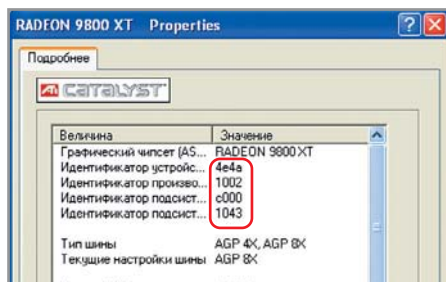 RADEON 9800 XT Properties
Подробнее
ATI CATALYST
Величина Значение
Графический чипсет (AS... RADEON 9800 XT
Идентификатор устройс... 4e4a
Идентификатор произво... 1002
Идентификатор подсист... c000
Идентификатор подсист... 1043
Тип шины AGP 4X, AGP 8X
Текущие настройки шины AGP 8X